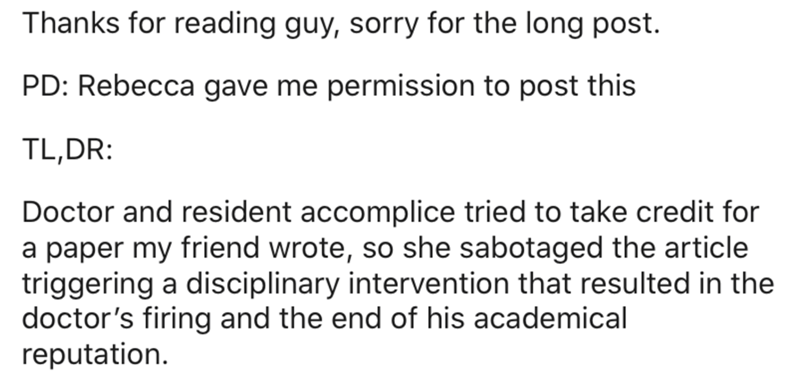 Thanks for reading guy, sorry for the long post.
PD: Rebecca gave me permission to post this
TL,DR:
Doctor and resident accomplice tried to take credit for
a paper my friend wrote, so she sabotaged the article
triggering a disciplinary intervention that resulted in the
doctor's firing and the end of his academical
reputation.